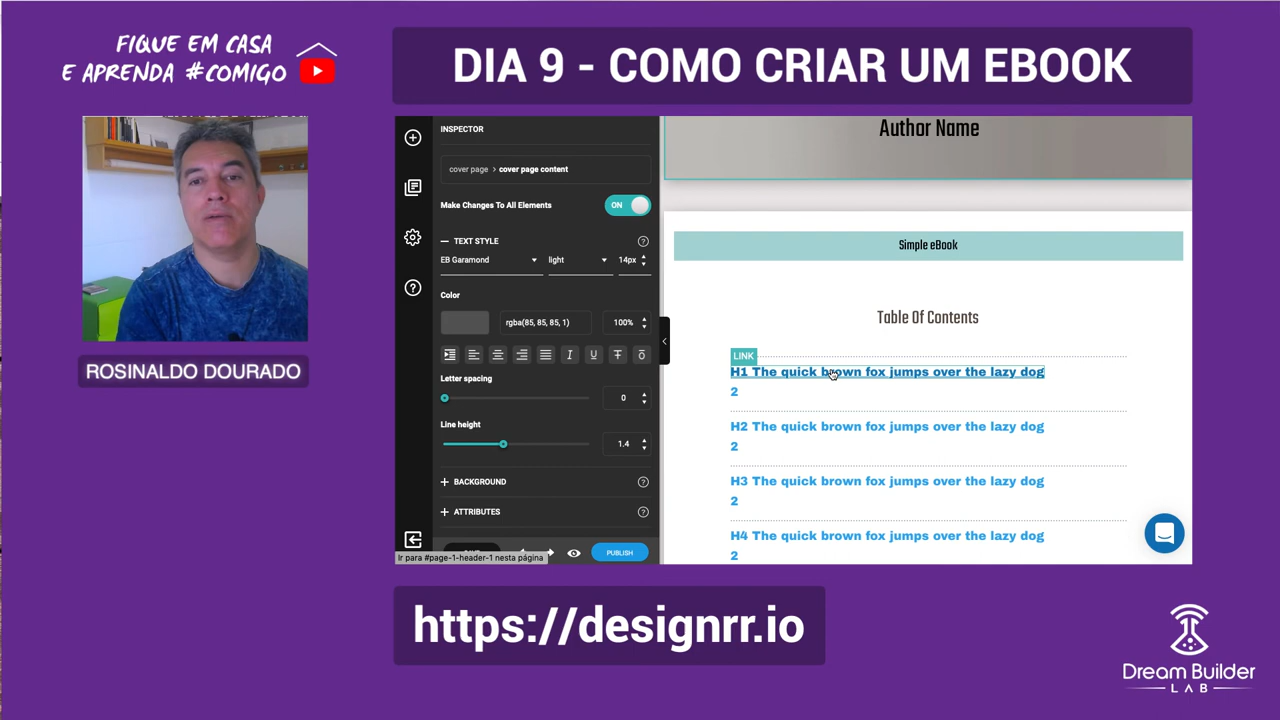 FIQUE EM CASA
E APRENDA #COMIGO
DIA 9 - COMO CRIAR UM EBOOK
ROSINALDO DOURADO
INSPECTOR
cover page > cover page content
Make Changes To All Elements
ON
TEXT STYLE
EB Garamond
light
14px
Color
rgba(85, 85, 85, 1)
100%
Letter spacing
0
Line height
1.4
BACKGROUND
ATTRIBUTES
PUBLISH
Ir para #page-1-header-1 nesta página
Author Name
Simple eBook
Table Of Contents
LINK
H1 The quick brown fox jumps over the lazy dog
2
H2 The quick brown fox jumps over the lazy dog
2
H3 The quick brown fox jumps over the lazy dog
2
H4 The quick brown fox jumps over the lazy dog
2
https://designrr.io
Dream Builder
LAB